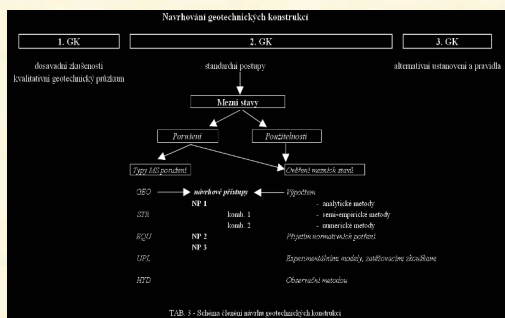 Navrhování geotechnických konstrukcí
1. GK 2. GK 3. GK
dosavadní zkušenosti standardní postupy alternativní ustanovení a pravidla
kvalitativní geotechnický průzkum
Mezní stavy
Porušení Použitelnosti
Typy MS porušení Ověření mezních stavů
GEO návrhové přístupy Výpočtem
NP 1 - analytické metody
STR komb. 1 - semi-empirické metody
komb. 2 - numerické metody
EQU NP 2 Přijetím normativních
NP 3
UPL Experimentálními modely, zatěžovacími zkouškami
HYD Observační metodou
TAB. 3 - Schéma členění návrhu geotechnických konstrukcí